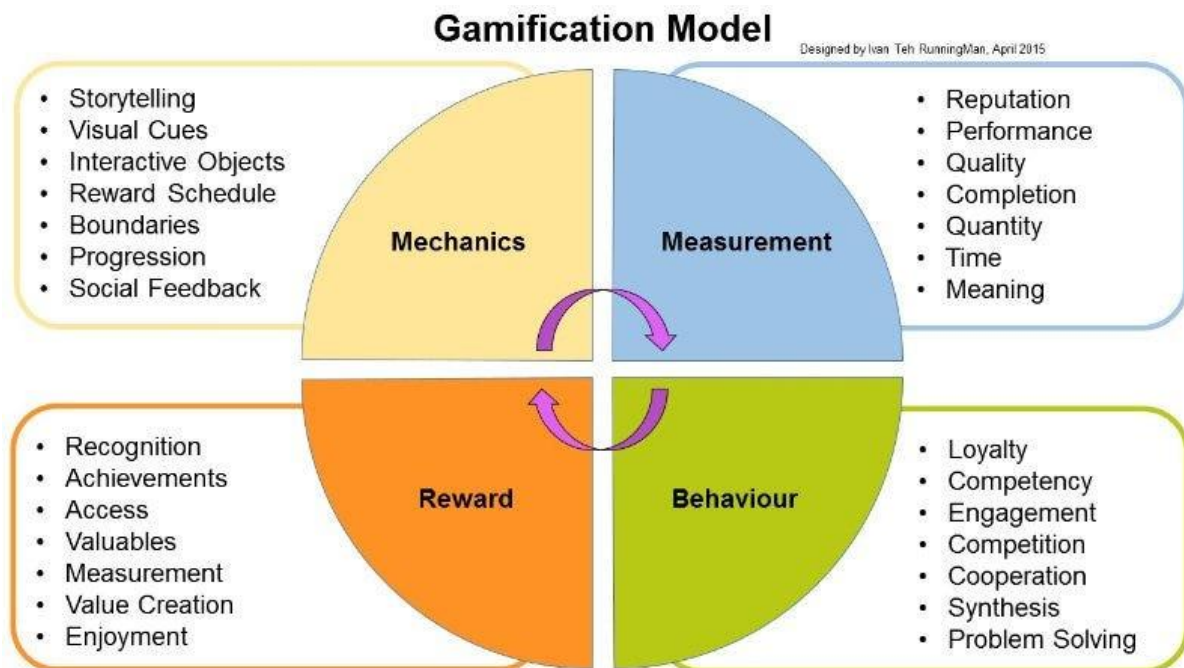 Gamification Model
Designed by Ivan Teh RunningMan, April 2015
• Storytelling
• Visual Cues
• Interactive Objects
• Reward Schedule
• Boundaries
• Progression
• Social Feedback
Mechanics
Measurement
• Reputation
• Performance
• Quality
• Completion
• Quantity
• Time
• Meaning
• Recognition
• Achievements
• Access
• Valuables
• Measurement
• Value Creation
• Enjoyment
Reward
Behaviour
• Loyalty
• Competency
• Engagement
• Competition
• Cooperation
• Synthesis
• Problem Solving